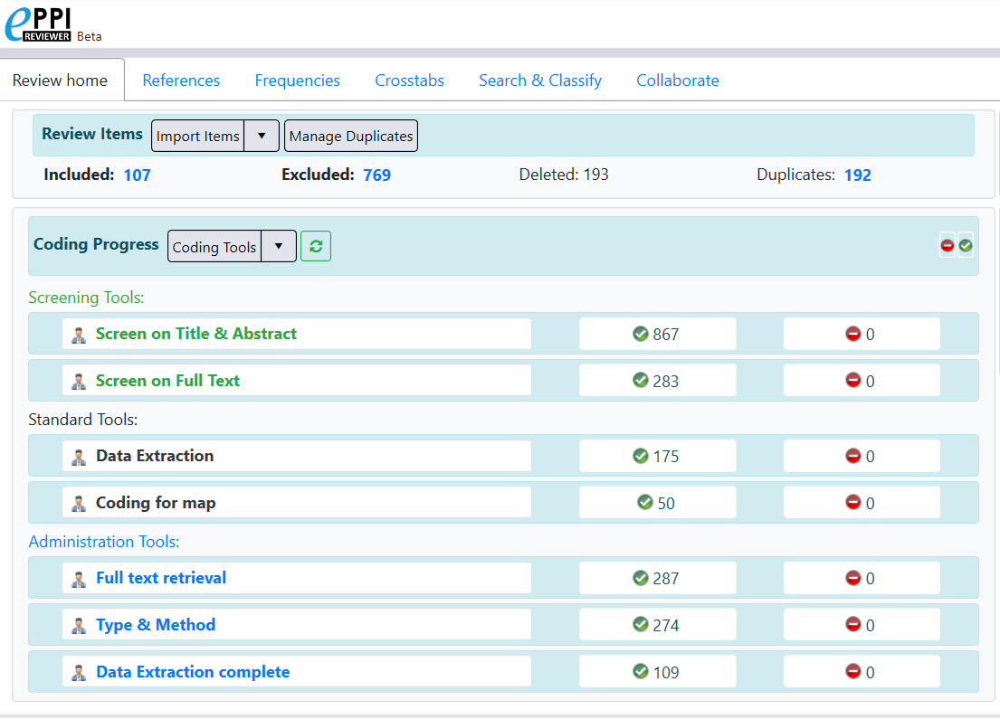 ePPI
REVIEWER Beta
Review home References Frequencies Crosstabs Search & Classify Collaborate
Review Items Import Items Manage Duplicates
Included: 107 Excluded: 769 Deleted: 193 Duplicates: 192
Coding Progress Coding Tools
Screening Tools:
Screen on Title & Abstract 867 0
Screen on Full Text 283 0
Standard Tools:
Data Extraction 175 0
Coding for map 50 0
Administration Tools:
Full text retrieval 287 0
Type & Method 274 0
Data Extraction complete 109 0